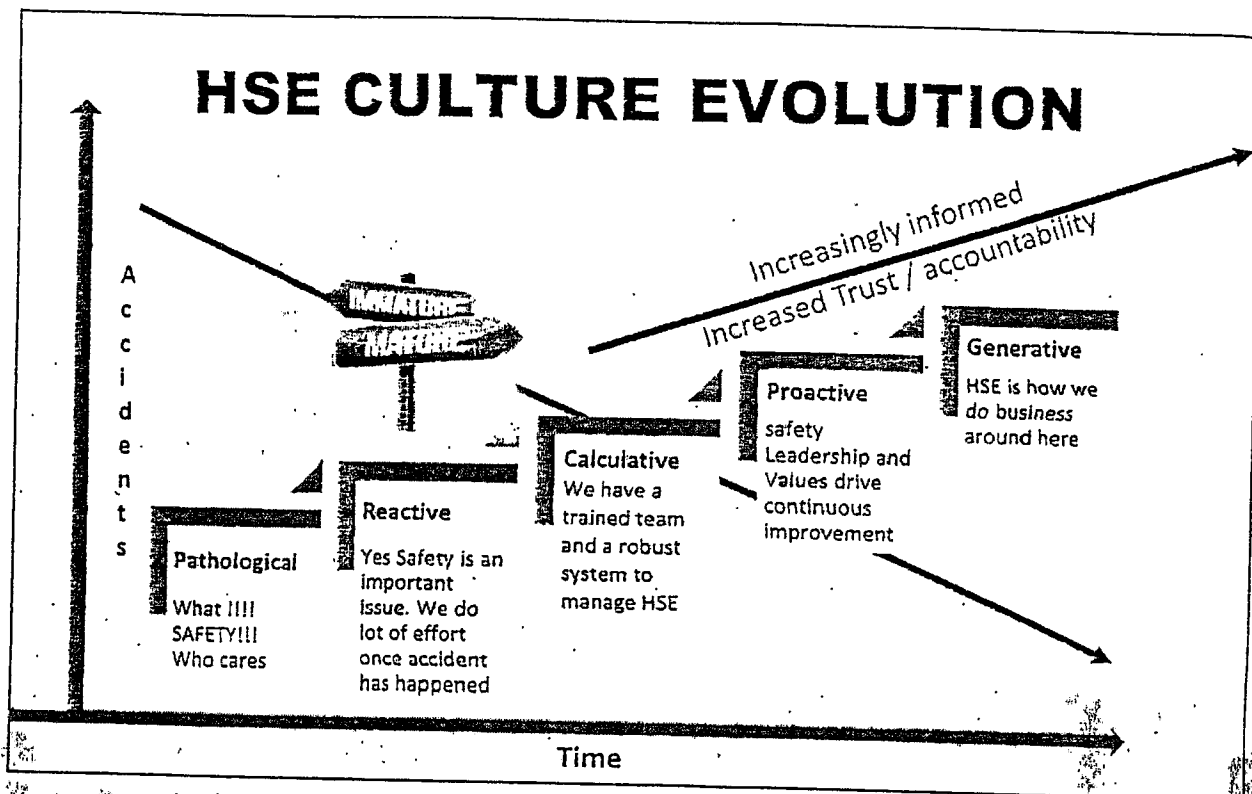 HSE CULTURE EVOLUTION
Accidents
IMMATURE
MATURE
Increasingly informed
Increased Trust / accountability
Pathological
What !!!!
SAFETY!!!
Who cares
Reactive
Yes Safety is an
important
issue. We do
lot of effort
once accident
has happened
Calculative
We have a
trained team
and a robust
system to
manage HSE
Proactive
safety
Leadership and
Values drive
continuous
improvement
Generative
HSE is how we
do business
around here
Time